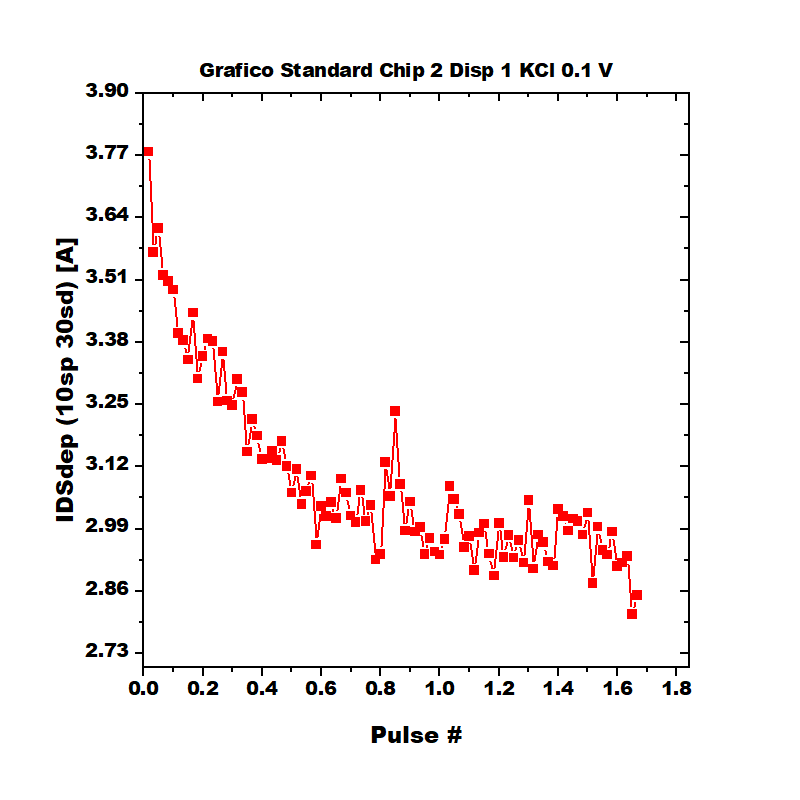 Grafico Standard Chip 2 Disp 1 KCl 0.1 V
3.90
3.77
3.64
3.51
3.38
3.25
3.12
2.99
2.86
2.73
IDSdep (10sp 30sd) [A]
0.0 0.2 0.4 0.6 0.8 1.0 1.2 1.4 1.6 1.8
Pulse #